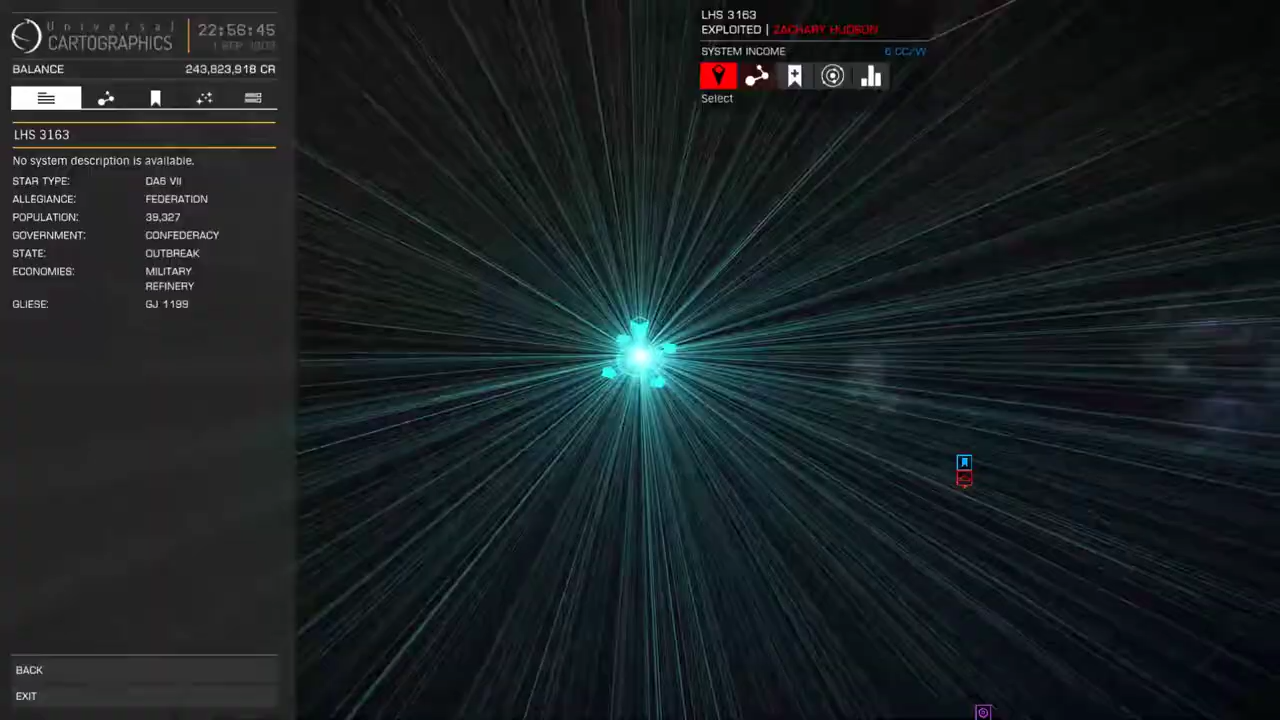 Universal
CARTOGRAPHICS
22:56:45
BALANCE
243,823,918 CR
LHS 3163
No system description is available.
STAR TYPE: DA6 VII
ALLEGIANCE: FEDERATION
POPULATION: 39,327
GOVERNMENT: CONFEDERACY
STATE: OUTBREAK
ECONOMIES: MILITARY
REFINERY
GLIESE: GJ 1199
BACK
EXIT
LHS 3163
EXPLOITED | ZACHARY HUDSON
SYSTEM INCOME 6 CC/W
Select